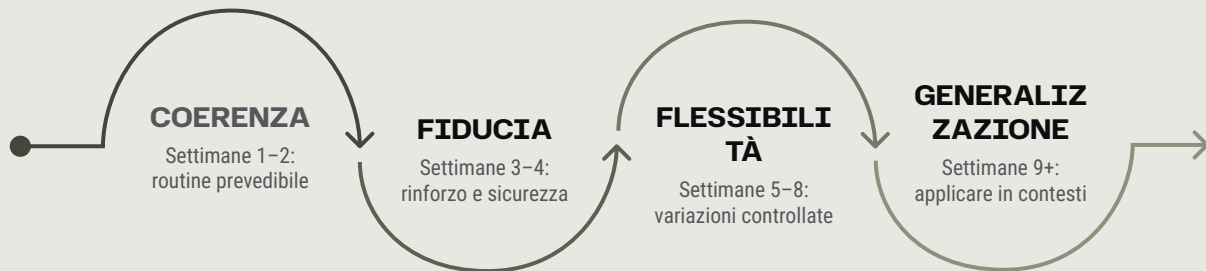 COERENZA
Settimane 1–2:
routine prevedibile
FIDUCIA
Settimane 3–4:
rinforzo e sicurezza
FLESSIBILI
TÀ
Settimane 5–8:
variazioni controllate
GENERALIZ
ZAZIONE
Settimane 9+:
applicare in contesti